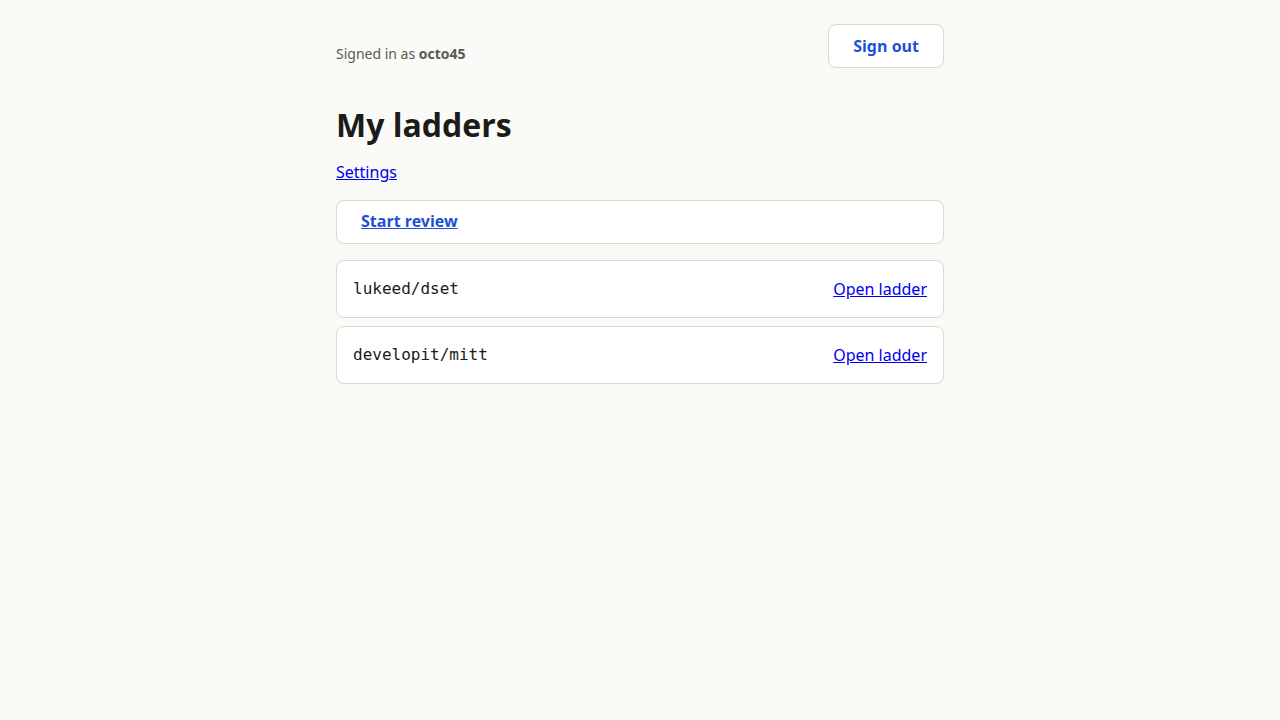 Signed in as octo45
Sign out
My ladders
Settings
Start review
lukeed/dset
Open ladder
developit/mitt
Open ladder